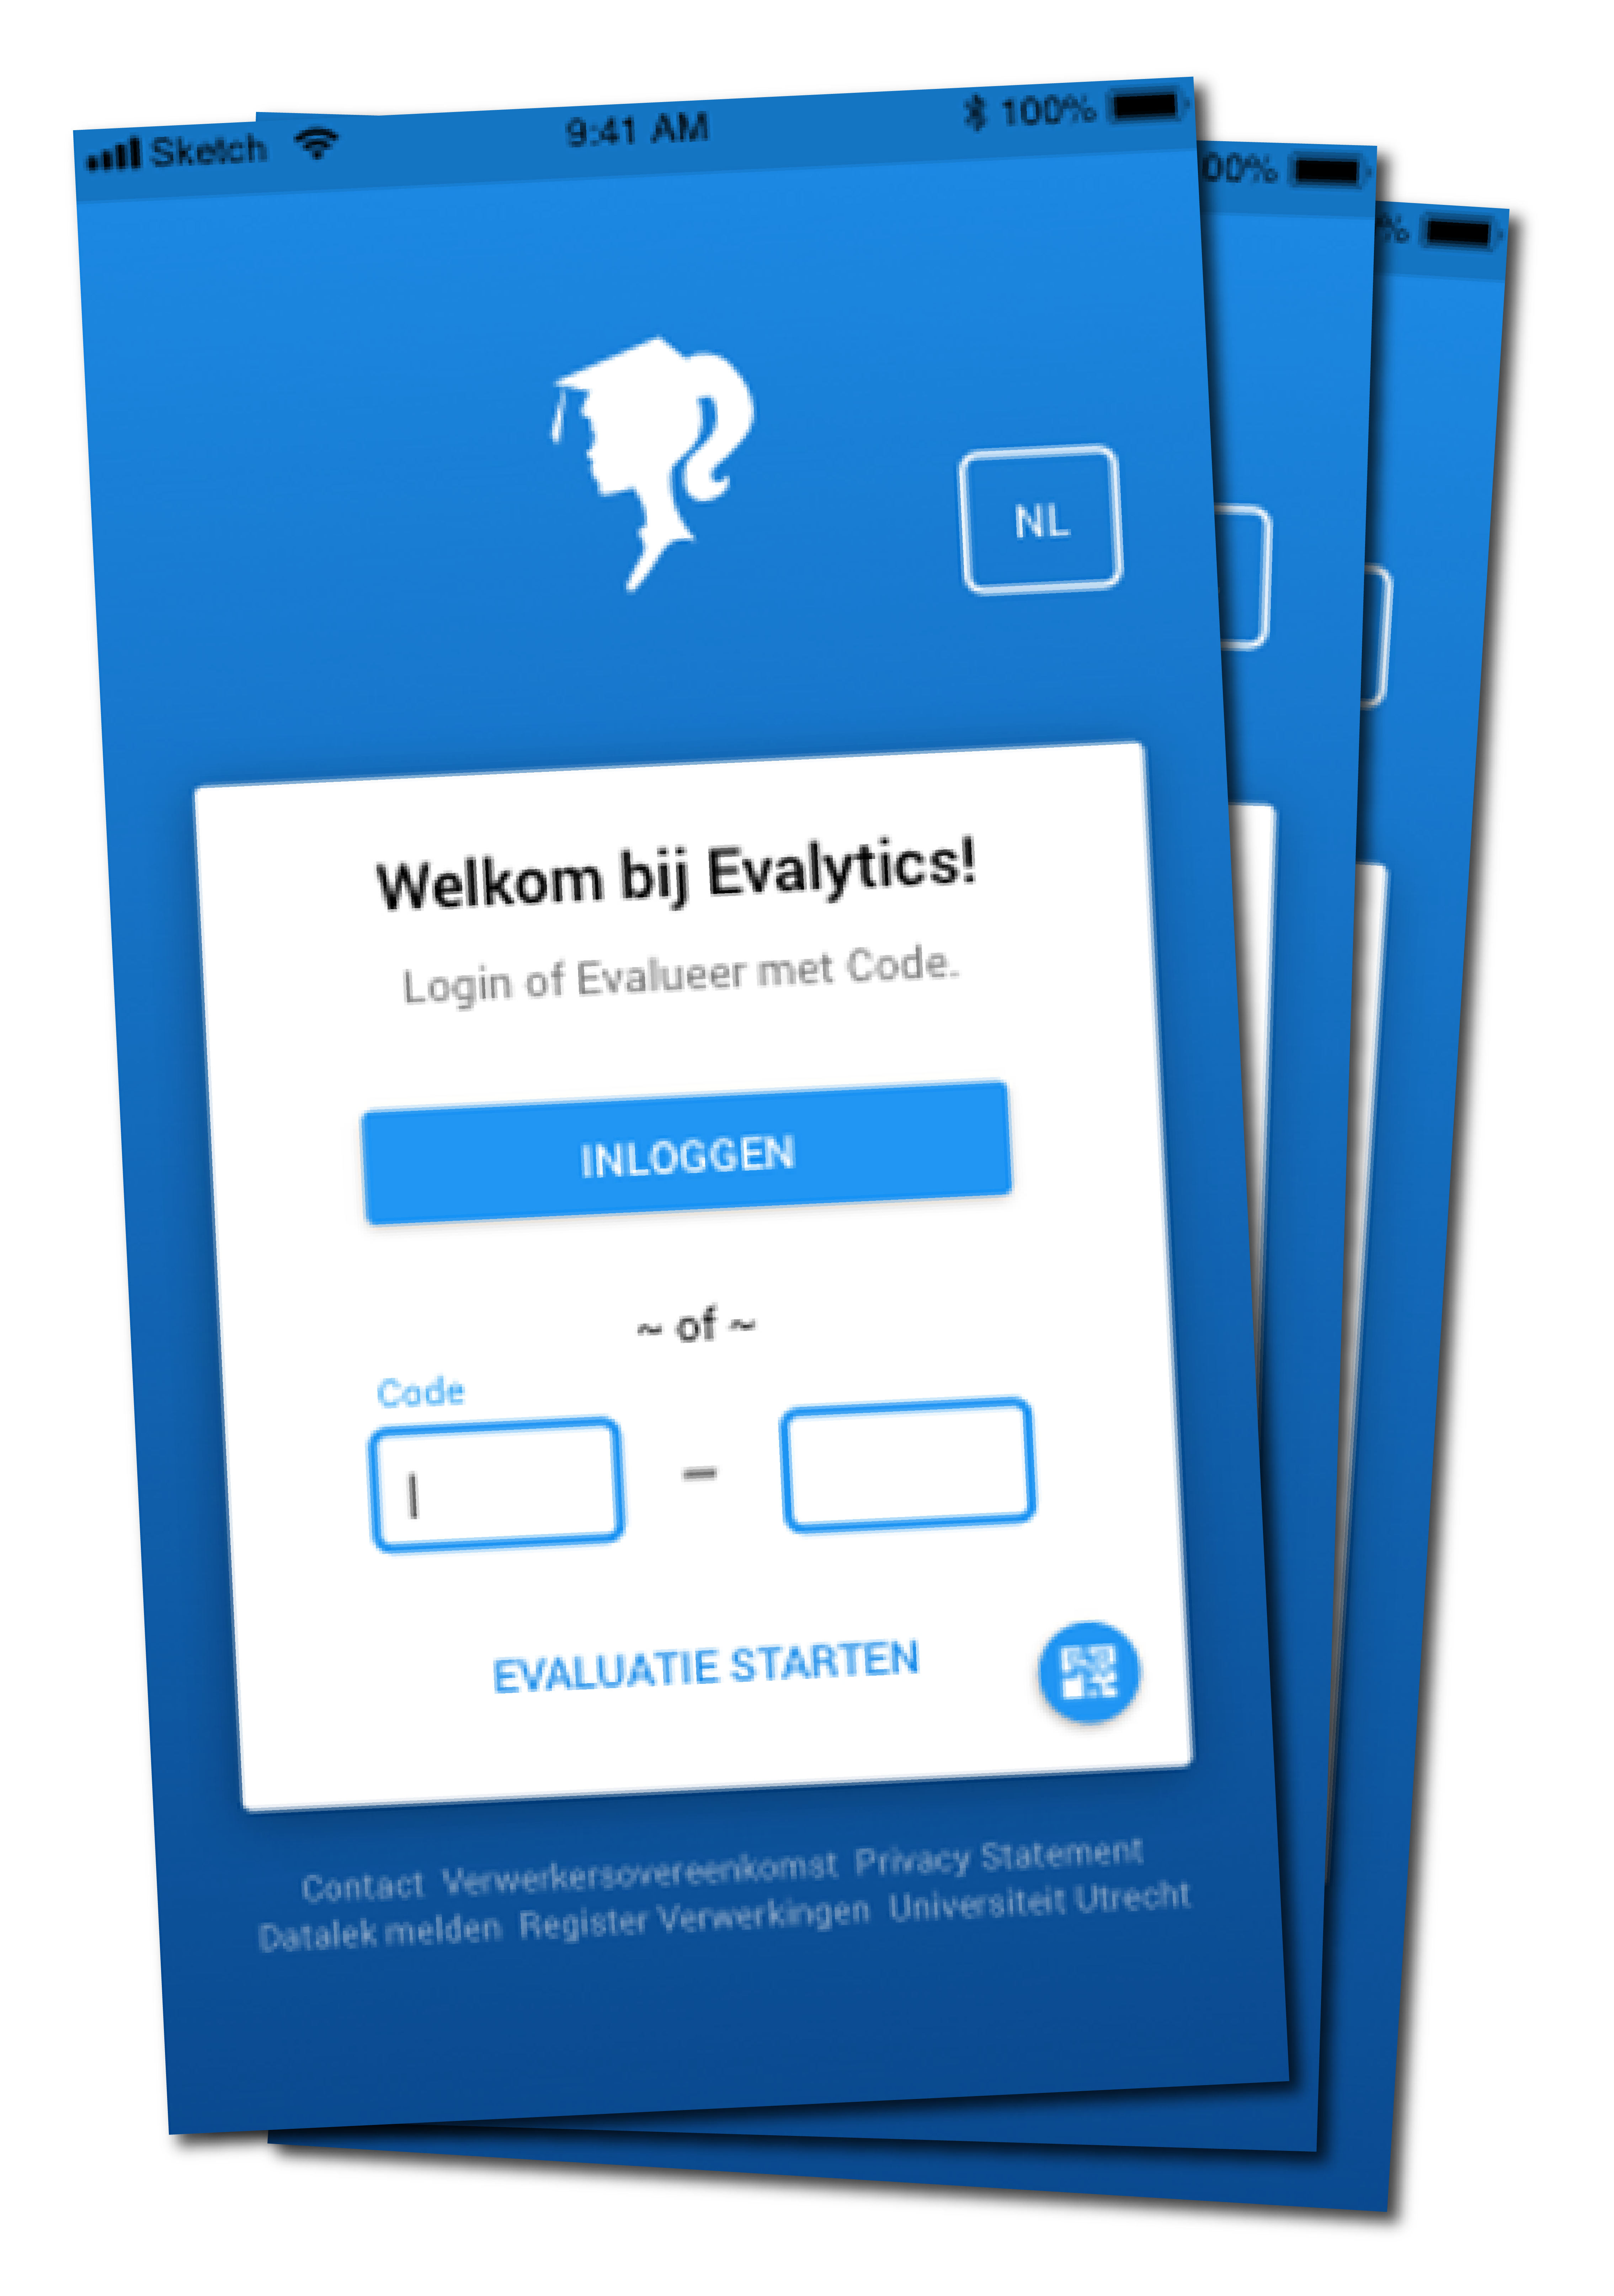 Sketch 9:41 AM 100%
00%
%
NL
Welkom bij Evalytics!
Login of Evalueer met Code.
INLOGGEN
~ of ~
Code
–
EVALUATIE STARTEN
Contact Verwerkersovereenkomst Privacy Statement
Datalek melden Register Verwerkingen Universiteit Utrecht